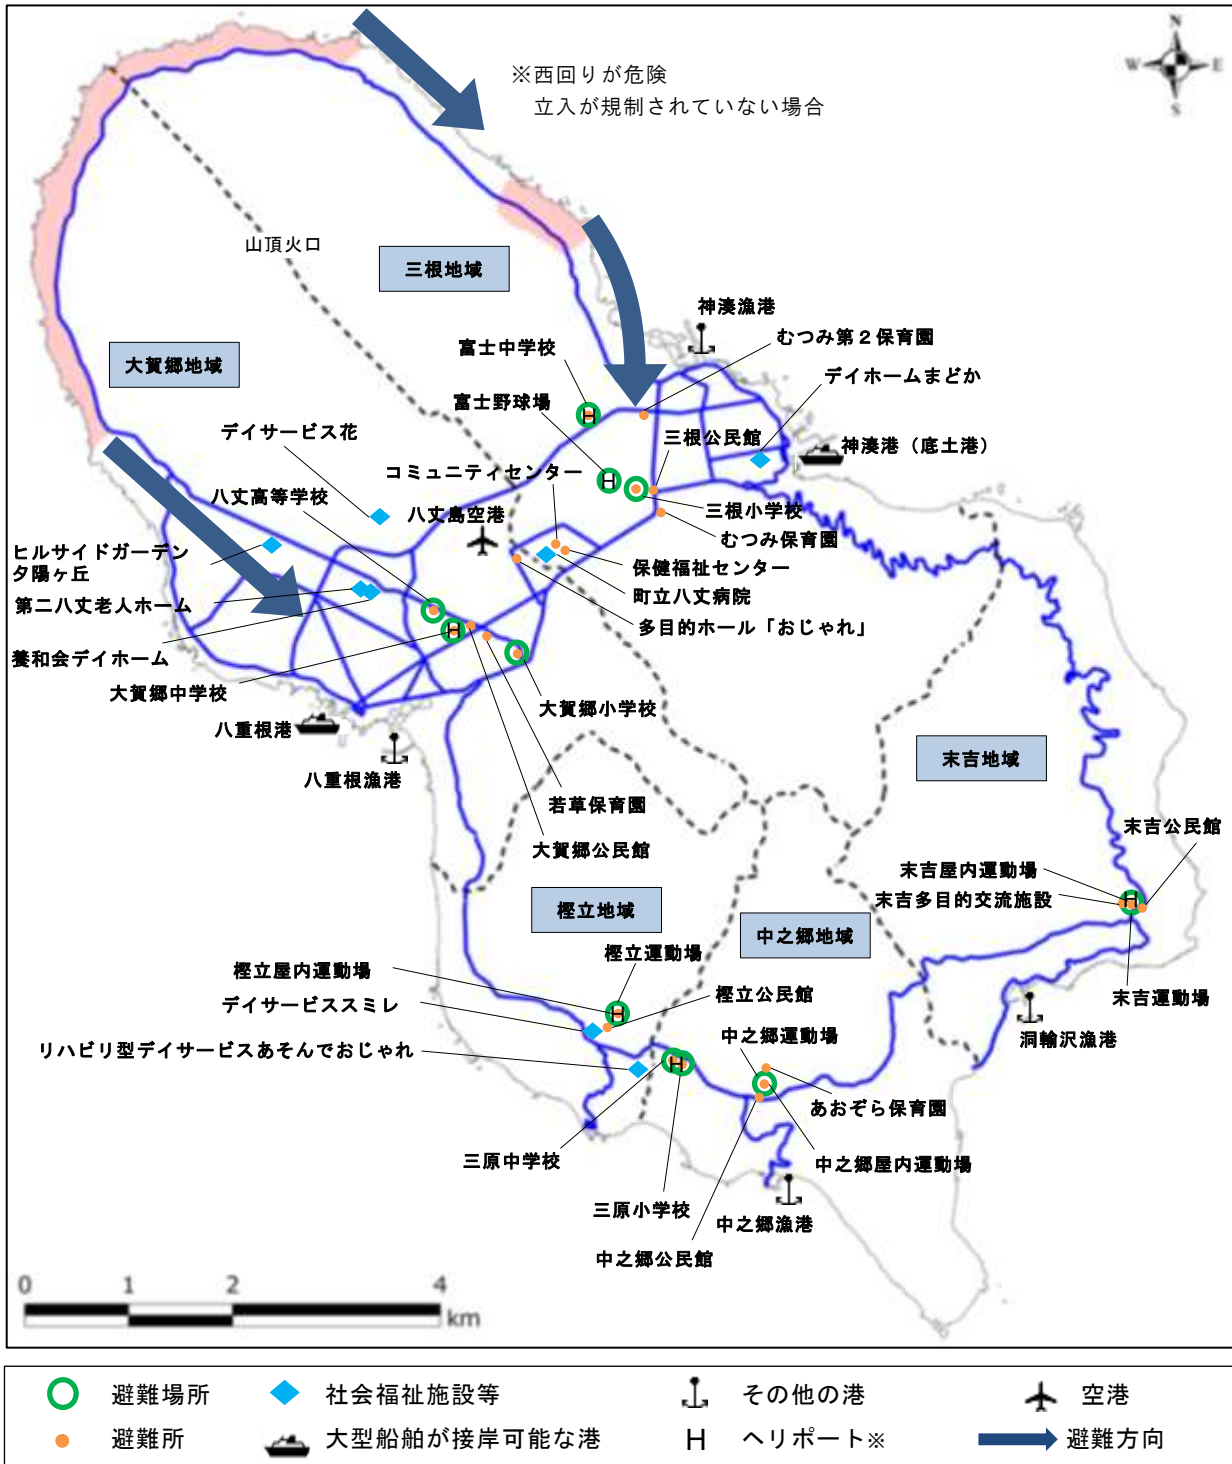 N
W
E
S
※西回りが危険
立入が規制されていない場合
山頂火口
三根地域
神湊漁港
大賀郷地域
富士中学校
むつみ第２保育園
デイホームまどか
富士野球場
デイサービス花
三根公民館
神湊港（底土港）
コミュニティセンター
八丈高等学校
八丈島空港
三根小学校
むつみ保育園
ヒルサイドガーデン
夕陽ヶ丘
保健福祉センター
第二八丈老人ホーム
町立八丈病院
多目的ホール「おじゃれ」
養和会デイホーム
大賀郷中学校
大賀郷小学校
八重根港
八重根漁港
末吉地域
若草保育園
大賀郷公民館
末吉公民館
末吉屋内運動場
末吉多目的交流施設
樫立地域
中之郷地域
樫立運動場
樫立屋内運動場
樫立公民館
デイサービススミレ
末吉運動場
中之郷運動場
洞輪沢漁港
リハビリ型デイサービスあそんでおじゃれ
あおぞら保育園
三原中学校
中之郷屋内運動場
三原小学校
中之郷漁港
中之郷公民館
0 1 2 4
km
避難場所 社会福祉施設等 その他の港 空港
避難所 大型船舶が接岸可能な港 H ヘリポート※ 避難方向